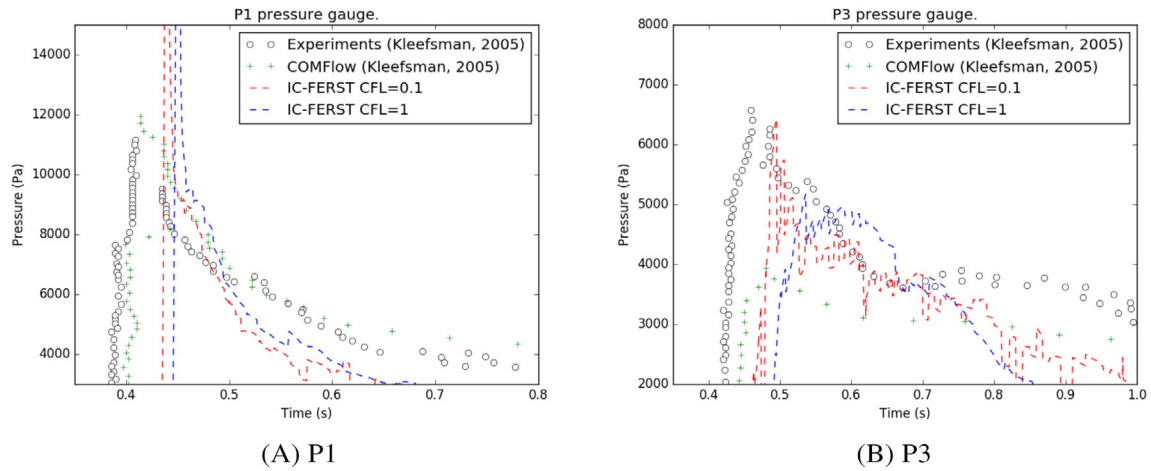 P1 pressure gauge.
Experiments (Kleefsman, 2005)
COMFlow (Kleefsman, 2005)
IC-FERST CFL=0.1
IC-FERST CFL=1
Pressure (Pa)
14000
12000
10000
8000
6000
4000
0.4 0.5 0.6 0.7 0.8
Time (s)
(A) P1
P3 pressure gauge.
Experiments (Kleefsman, 2005)
COMFlow (Kleefsman, 2005)
IC-FERST CFL=0.1
IC-FERST CFL=1
Pressure (Pa)
8000
7000
6000
5000
4000
3000
2000
0.4 0.5 0.6 0.7 0.8 0.9 1.0
Time (s)
(B) P3